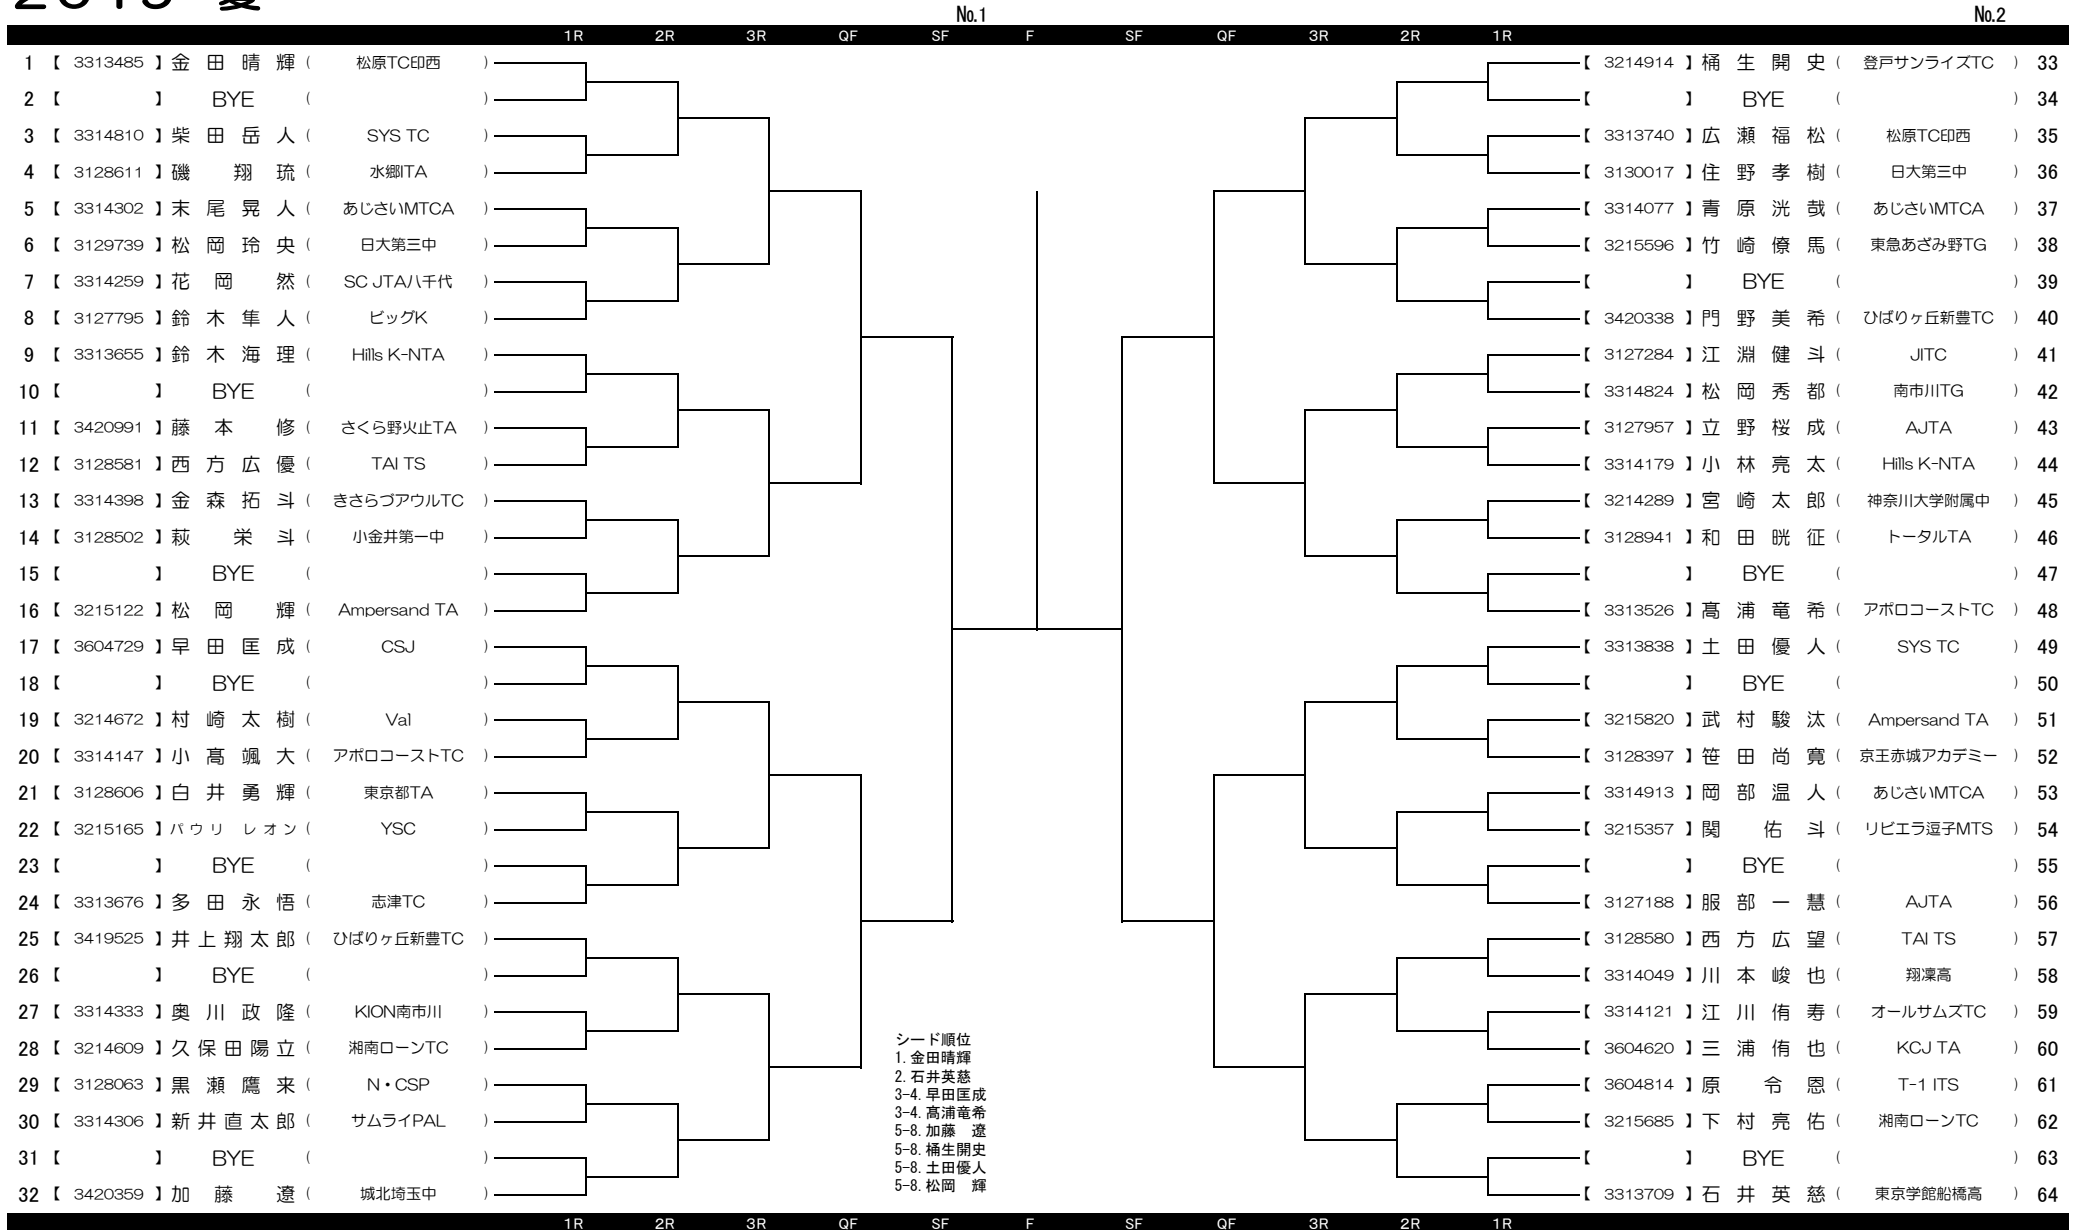 No.1 No.2
1R 2R 3R QF SF F SF QF 3R 2R 1R
1 【 3313485 】 金田晴輝 ( 松原TC印西 )
2 【 】 BYE ( )
3 【 3314810 】 柴田岳人 ( SYS TC )
4 【 3128611 】 磯 翔琉 ( 水郷ITA )
5 【 3314302 】 末尾晃人 ( あじさいMTCA )
6 【 3129739 】 松岡玲央 ( 日大第三中 )
7 【 3314259 】 花岡 然 ( SC JTA八千代 )
8 【 3127795 】 鈴木隼人 ( ビッグK )
9 【 3313655 】 鈴木海理 ( Hills K-NTA )
10 【 】 BYE ( )
11 【 3420991 】 藤本 修 ( さくら野火止TA )
12 【 3128581 】 西方広優 ( TAI TS )
13 【 3314398 】 金森拓斗 ( きさらづアウルTC )
14 【 3128502 】 萩 栄斗 ( 小金井第一中 )
15 【 】 BYE ( )
16 【 3215122 】 松岡 輝 ( Ampersand TA )
17 【 3604729 】 早田匡成 ( CSJ )
18 【 】 BYE ( )
19 【 3214672 】 村崎太樹 ( Val )
20 【 3314147 】 小髙颯大 ( アポロコーストTC )
21 【 3128606 】 白井勇輝 ( 東京都TA )
22 【 3215165 】 パウリ レオン ( YSC )
23 【 】 BYE ( )
24 【 3313676 】 多田永悟 ( 志津TC )
25 【 3419525 】 井上翔太郎 ( ひばりヶ丘新豊TC )
26 【 】 BYE ( )
27 【 3314333 】 奥川政隆 ( KION南市川 )
28 【 3214609 】 久保田陽立 ( 湘南ローンTC )
29 【 3128063 】 黒瀬鷹来 ( N・CSP )
30 【 3314306 】 新井直太郎 ( サムライPAL )
31 【 】 BYE ( )
32 【 3420359 】 加藤 遼 ( 城北埼玉中 )
シード順位
1. 金田晴輝
2. 石井英慈
3-4. 早田匡成
3-4. 髙浦竜希
5-8. 加藤 遼
5-8. 桶生開史
5-8. 土田優人
5-8. 松岡 輝
【 3214914 】 桶生開史 ( 登戸サンライズTC ) 33
【 】 BYE ( ) 34
【 3313740 】 広瀬福松 ( 松原TC印西 ) 35
【 3130017 】 住野孝樹 ( 日大第三中 ) 36
【 3314077 】 青原洸哉 ( あじさいMTCA ) 37
【 3215596 】 竹崎僚馬 ( 東急あざみ野TG ) 38
【 】 BYE ( ) 39
【 3420338 】 門野美希 ( ひばりヶ丘新豊TC ) 40
【 3127284 】 江淵健斗 ( JITC ) 41
【 3314824 】 松岡秀都 ( 南市川TG ) 42
【 3127957 】 立野桜成 ( AJTA ) 43
【 3314179 】 小林亮太 ( Hills K-NTA ) 44
【 3214289 】 宮崎太郎 ( 神奈川大学附属中 ) 45
【 3128941 】 和田晄征 ( トータルTA ) 46
【 】 BYE ( ) 47
【 3313526 】 髙浦竜希 ( アポロコーストTC ) 48
【 3313838 】 土田優人 ( SYS TC ) 49
【 】 BYE ( ) 50
【 3215820 】 武村駿汰 ( Ampersand TA ) 51
【 3128397 】 笹田尚寛 ( 京王赤城アカデミー ) 52
【 3314913 】 岡部温人 ( あじさいMTCA ) 53
【 3215357 】 関 佑斗 ( リビエラ逗子MTS ) 54
【 】 BYE ( ) 55
【 3127188 】 服部一慧 ( AJTA ) 56
【 3128580 】 西方広望 ( TAI TS ) 57
【 3314049 】 川本峻也 ( 翔凜高 ) 58
【 3314121 】 江川侑寿 ( オールサムズTC ) 59
【 3604620 】 三浦侑也 ( KCJ TA ) 60
【 3604814 】 原 令恩 ( T-1 ITS ) 61
【 3215685 】 下村亮佑 ( 湘南ローンTC ) 62
【 】 BYE ( ) 63
【 3313709 】 石井英慈 ( 東京学館船橋高 ) 64
1R 2R 3R QF SF F SF QF 3R 2R 1R